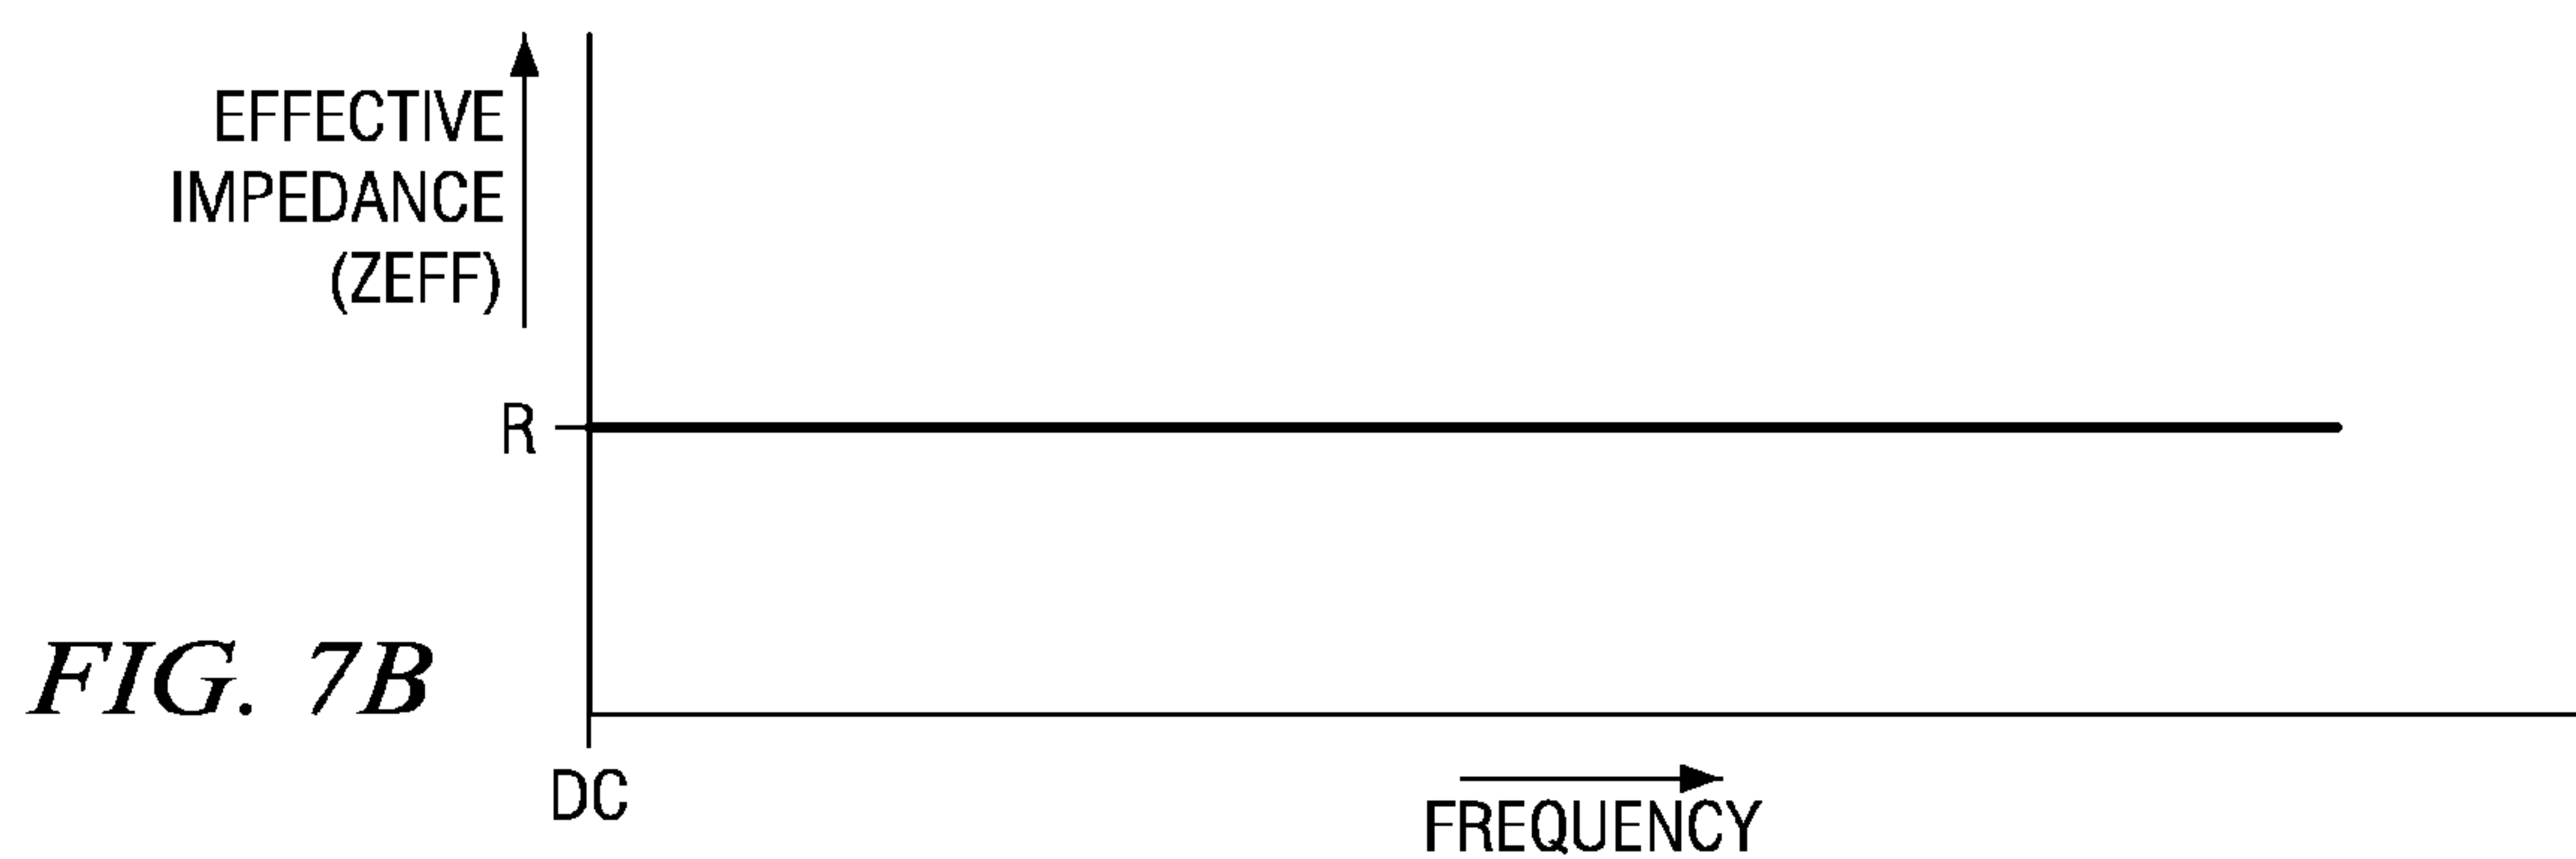 EFFECTIVE
IMPEDANCE
(ZEFF)
R
FIG. 7B
DC
FREQUENCY